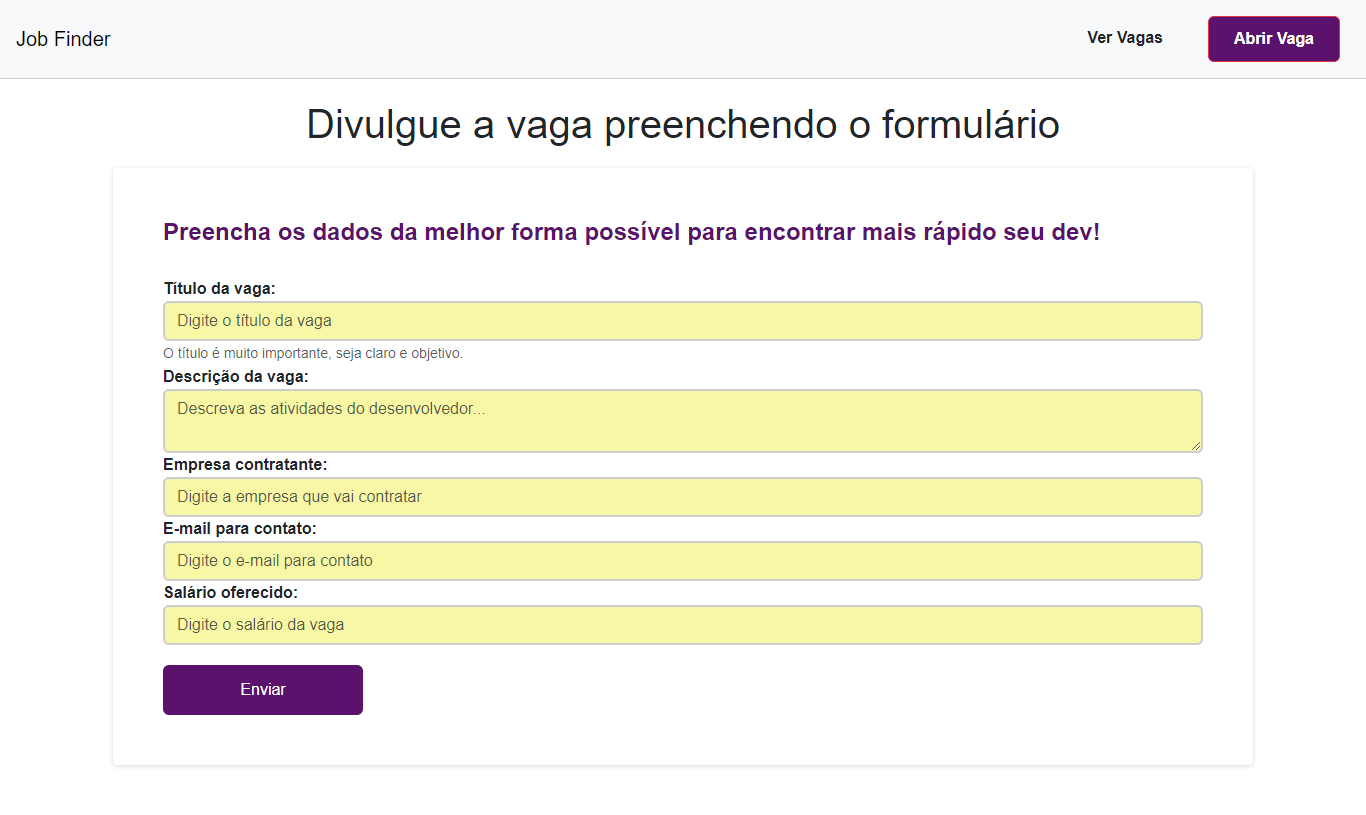 Job Finder
Ver Vagas
Abrir Vaga
Divulgue a vaga preenchendo o formulário
Preencha os dados da melhor forma possível para encontrar mais rápido seu dev!
Título da vaga:
Digite o título da vaga
O título é muito importante, seja claro e objetivo.
Descrição da vaga:
Descreva as atividades do desenvolvedor...
Empresa contratante:
Digite a empresa que vai contratar
E-mail para contato:
Digite o e-mail para contato
Salário oferecido:
Digite o salário da vaga
Enviar